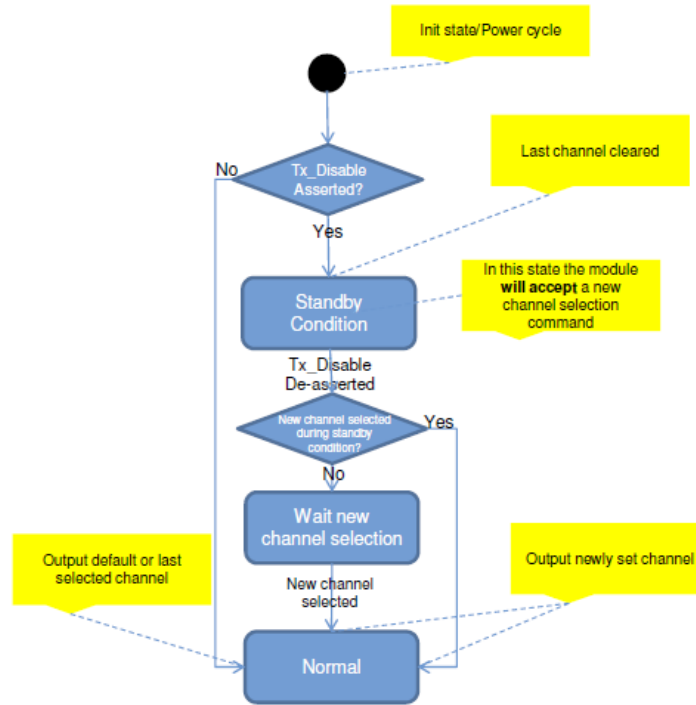 Init state/Power cycle
No
Tx_Disable
Asserted?
Last channel cleared
Yes
Standby
Condition
In this state the module
will accept a new
channel selection
command
Tx_Disable
De-asserted
New channel selected
during standby
condition?
Yes
No
Wait new
channel selection
Output default or last
selected channel
Output newly set channel
New channel
selected
Normal